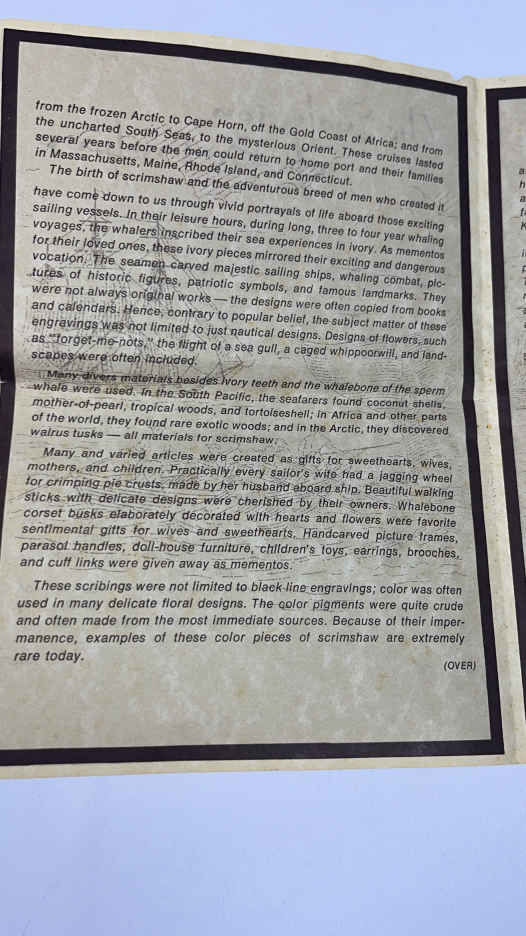 from the frozen Arctic to Cape Horn, off the Gold Coast of Africa; and from
the uncharted South Seas, to the mysterious Orient. These cruises lasted
several years before the men could return to home port and their families
in Massachusetts, Maine, Rhode Island, and Connecticut.
The birth of scrimshaw and the adventurous breed of men who created it
have come down to us through vivid portrayals of life aboard those exciting
sailing vessels. In their leisure hours, during long, three to four year whaling
voyages, the whalers inscribed their sea experiences in ivory. As mementos
for their loved ones, these ivory pieces mirrored their exciting and dangerous
vocation. The seamen carved majestic sailing ships, whaling combat, pic-
tures of historic figures, patriotic symbols, and famous landmarks. They
were not always original works — the designs were often copied from books
and calendars. Hence, contrary to popular belief, the subject matter of these
engravings was not limited to just nautical designs. Designs of flowers, such
as "forget-me-nots," the flight of a sea gull, a caged whippoorwill, and land-
scapes were often included.
Many divers materials besides ivory teeth and the whalebone of the sperm
whale were used. In the South Pacific, the seafarers found coconut shells,
mother-of-pearl, tropical woods, and tortoiseshell; in Africa and other parts
of the world, they found rare exotic woods; and in the Arctic, they discovered
walrus tusks — all materials for scrimshaw.
Many and varied articles were created as gifts for sweethearts, wives,
mothers, and children. Practically every sailor's wife had a jagging wheel
for crimping pie crusts, made by her husband aboard ship. Beautiful walking
sticks with delicate designs were cherished by their owners. Whalebone
corset busks elaborately decorated with hearts and flowers were favorite
sentimental gifts for wives and sweethearts. Handcarved picture frames,
parasol handles, doll-house furniture, children's toys, earrings, brooches,
and cuff links were given away as mementos.
These scribings were not limited to black-line engravings; color was often
used in many delicate floral designs. The color pigments were quite crude
and often made from the most immediate sources. Because of their imper-
manence, examples of these color pieces of scrimshaw are extremely
rare today.
(OVER)